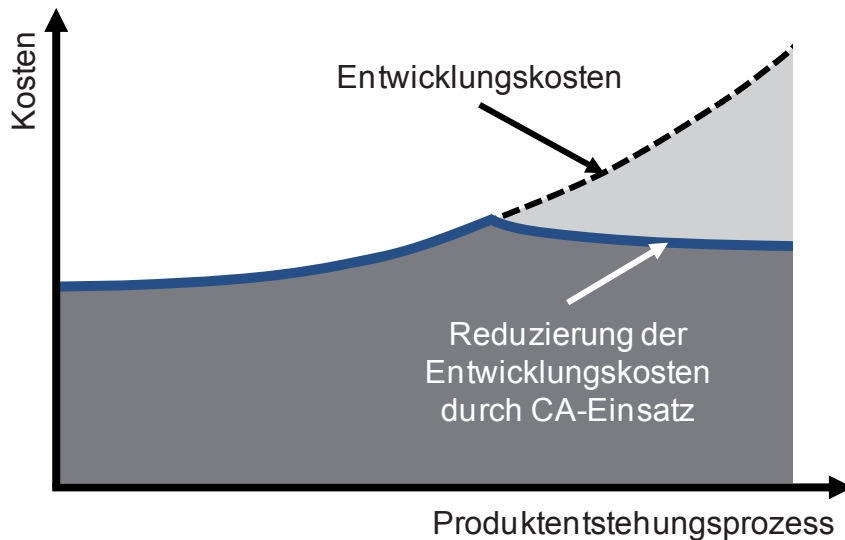 Kosten
Entwicklungskosten
Reduzierung der
Entwicklungskosten
durch CA-Einsatz
Produktentstehungsprozess